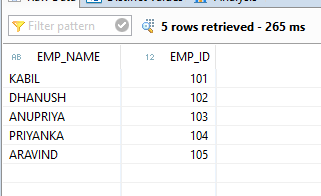 Filter pattern
5 rows retrieved - 265 ms
AB EMP_NAME 12 EMP_ID
KABIL 101
DHANUSH 102
ANUPRIYA 103
PRIYANKA 104
ARAVIND 105